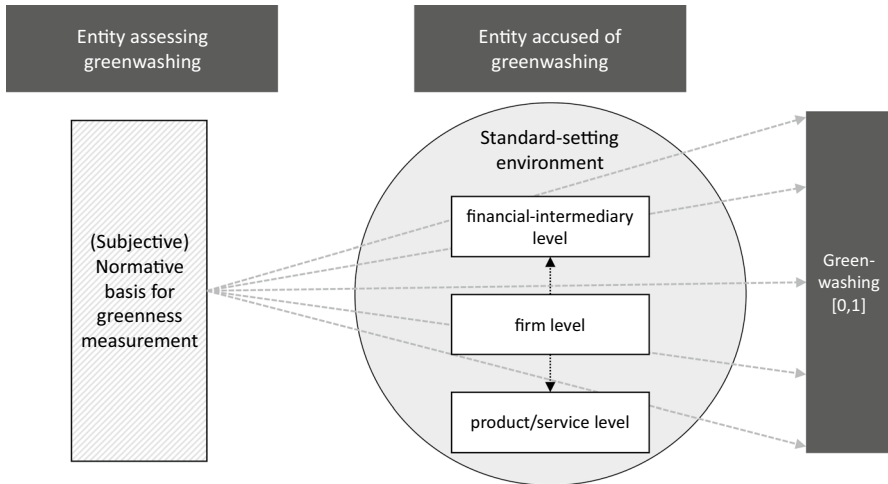 Entity assessing
greenwashing
Entity accused of
greenwashing
(Subjective)
Normative
basis for
greenness
measurement
Standard-setting
environment
financial-intermediary
level
firm level
product/service level
Green-
washing
[0,1]